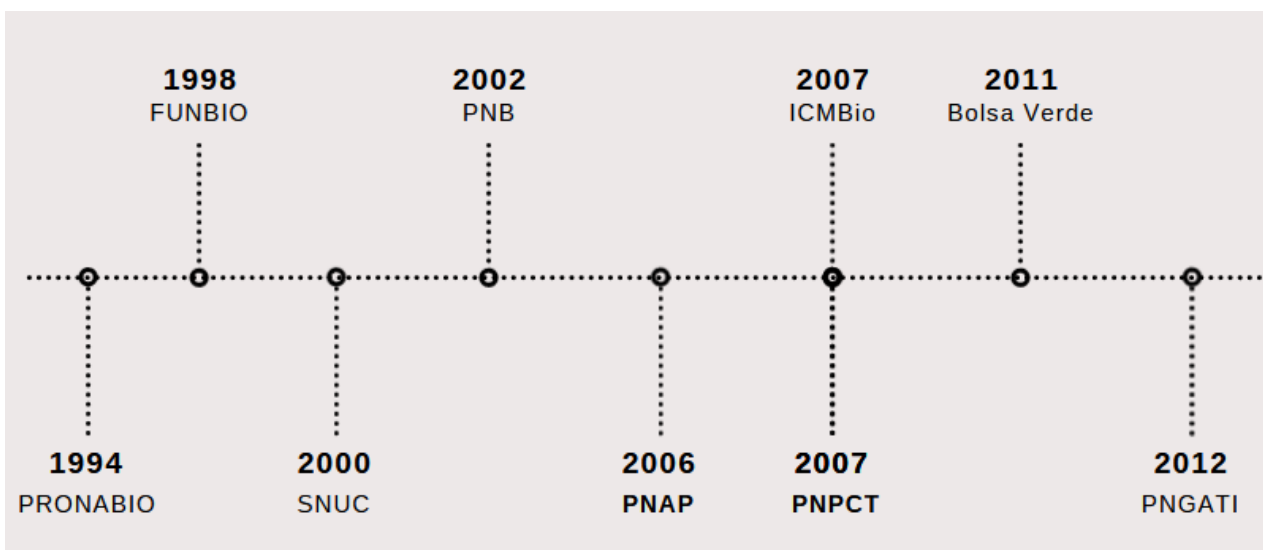 1998
FUNBIO
2002
PNB
2007
ICMBio
2011
Bolsa Verde
1994
PRONABIO
2000
SNUC
2006
PNAP
2007
PNPCT
2012
PNGATI